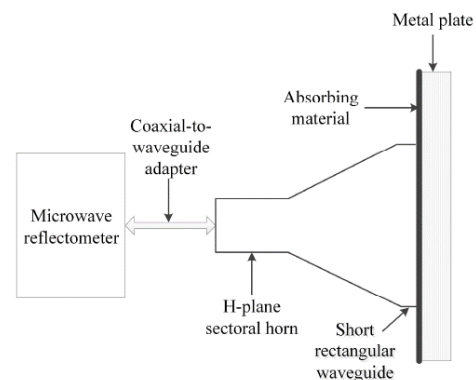 Metal plate
Absorbing
material
Coaxial-to-
waveguide
adapter
Microwave
reflectometer
H-plane
sectoral horn
Short
rectangular
waveguide